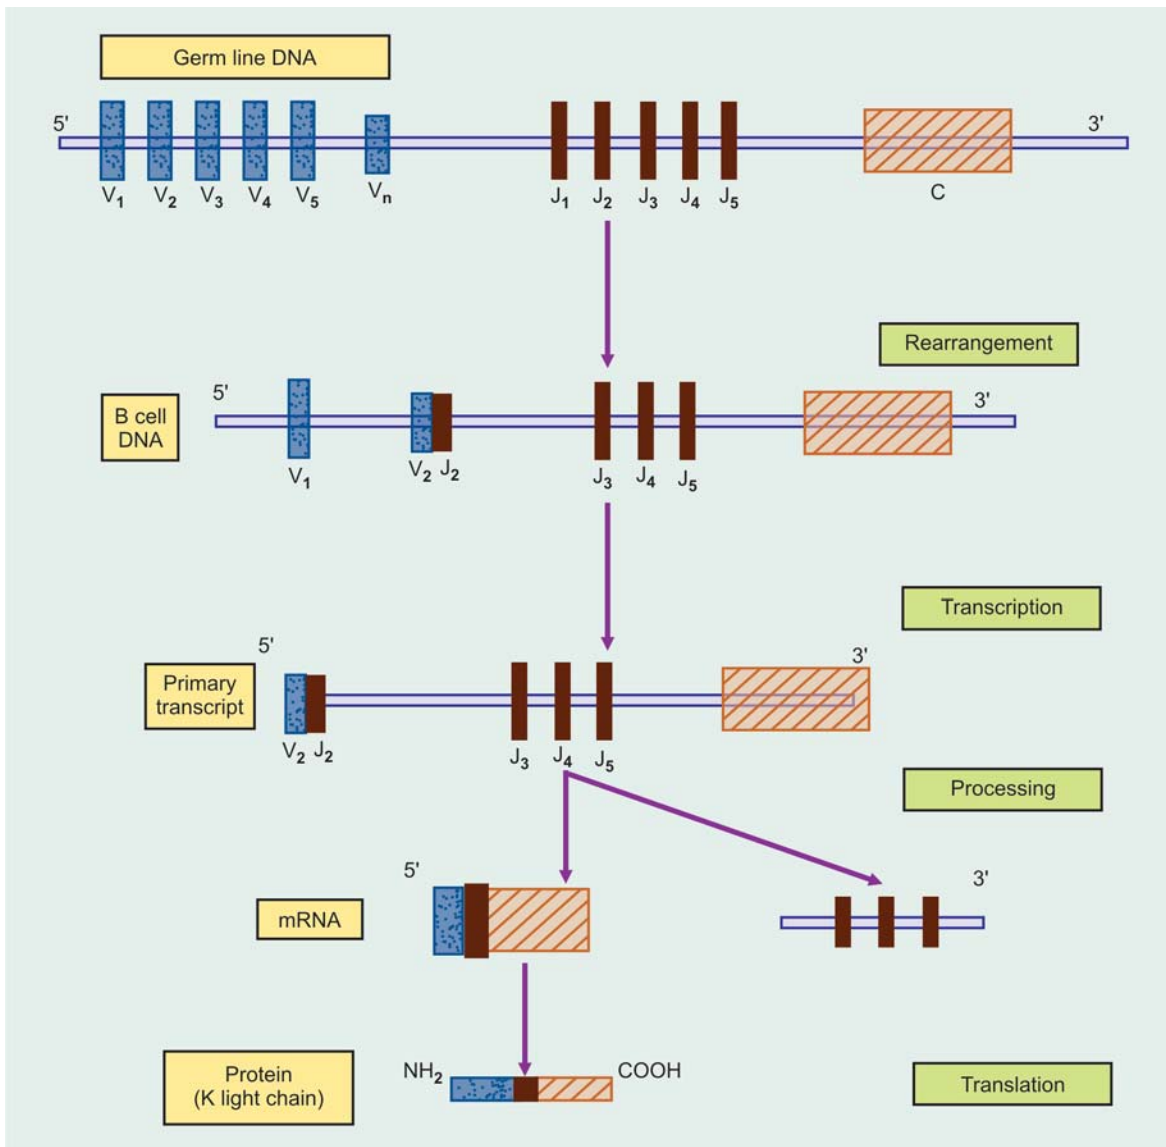 Germ line DNA
5'
3'
V1 V2 V3 V4 V5 Vn J1 J2 J3 J4 J5 C
Rearrangement
5'
3'
B cell
DNA
V1 V2 J2 J3 J4 J5
Transcription
5'
3'
Primary
transcript
V2 J2 J3 J4 J5
Processing
5'
3'
mRNA
Protein
(K light chain)
NH2
COOH
Translation